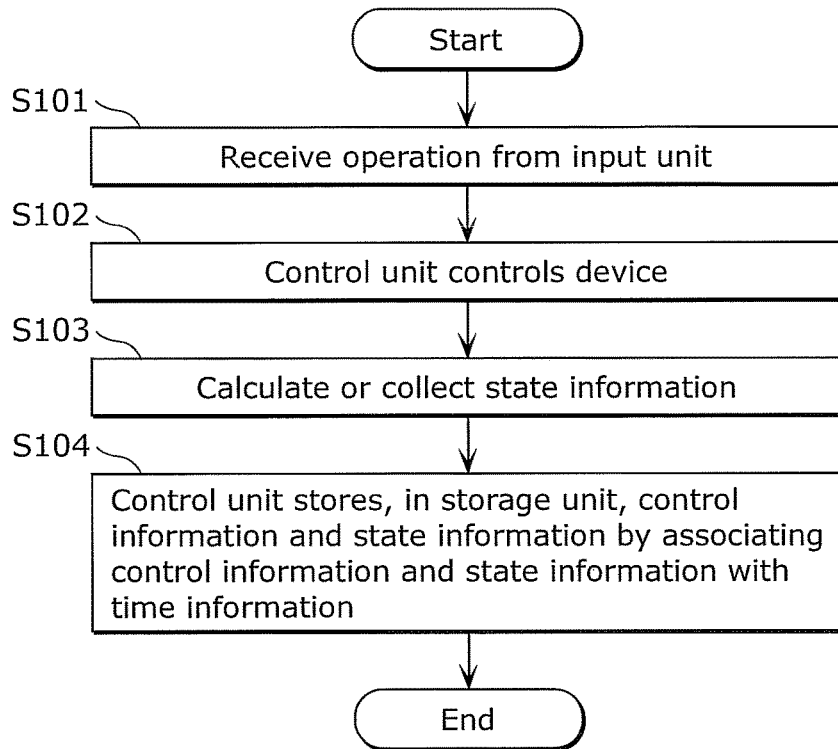 Start
S101
Receive operation from input unit
S102
Control unit controls device
S103
Calculate or collect state information
S104
Control unit stores, in storage unit, control
information and state information by associating
control information and state information with
time information
End